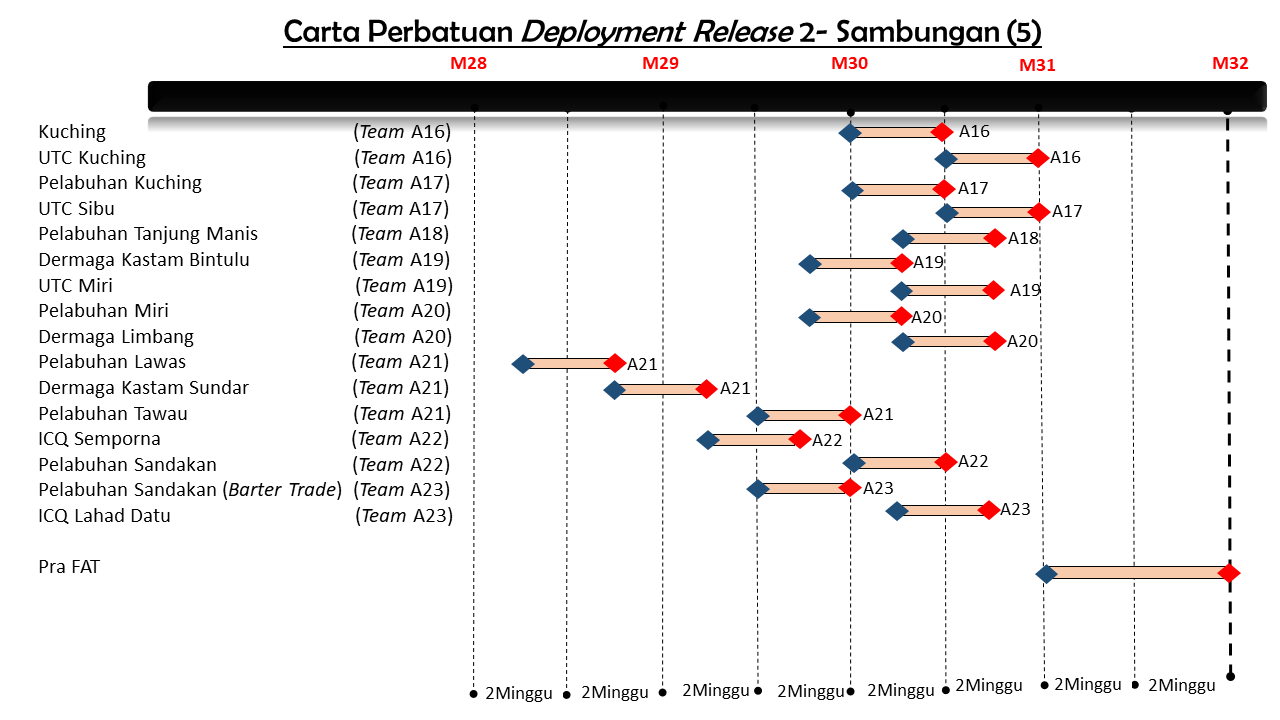 Carta Perbatuan Deployment Release 2- Sambungan (5)
M28 M29 M30 M31 M32
Kuching (Team A16) A16
UTC Kuching (Team A16) A16
Pelabuhan Kuching (Team A17) A17
UTC Sibu (Team A17) A17
Pelabuhan Tanjung Manis (Team A18) A18
Dermaga Kastam Bintulu (Team A19) A19
UTC Miri (Team A19) A19
Pelabuhan Miri (Team A20) A20
Dermaga Limbang (Team A20) A20
Pelabuhan Lawas (Team A21) A21
Dermaga Kastam Sundar (Team A21) A21
Pelabuhan Tawau (Team A21) A21
ICQ Semporna (Team A22) A22
Pelabuhan Sandakan (Team A22) A22
Pelabuhan Sandakan (Barter Trade) (Team A23) A23
ICQ Lahad Datu (Team A23) A23
Pra FAT
2Minggu 2Minggu 2Minggu 2Minggu 2Minggu 2Minggu 2Minggu 2Minggu